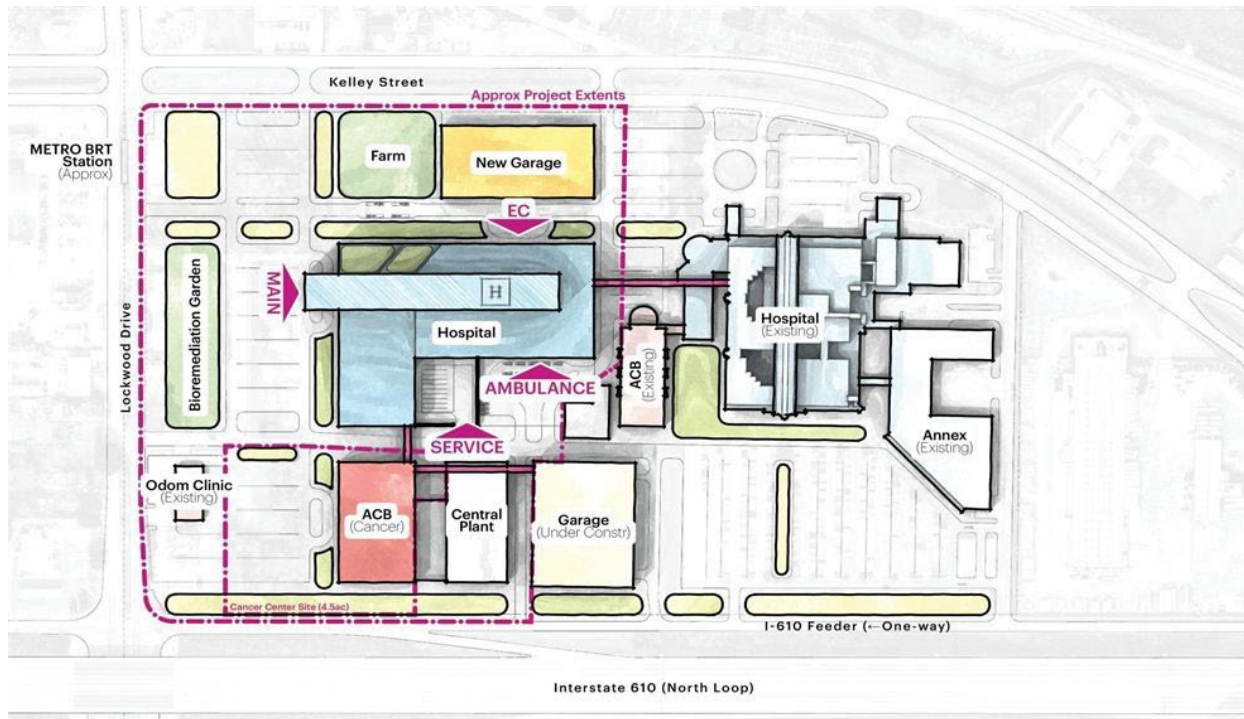 Kelley Street
Approx Project Extents
METRO BRT
Station
(Approx)
Farm
New Garage
EC
MAIN
H
Hospital
Hospital
(Existing)
Lockwood Drive
Bioremediation Garden
AMBULANCE
ACB
(Existing)
SERVICE
Annex
(Existing)
Odom Clinic
(Existing)
ACB
(Cancer)
Central
Plant
Garage
(Under Constr)
Cancer Center Site (4.5ac)
I-610 Feeder (←One-way)
Interstate 610 (North Loop)